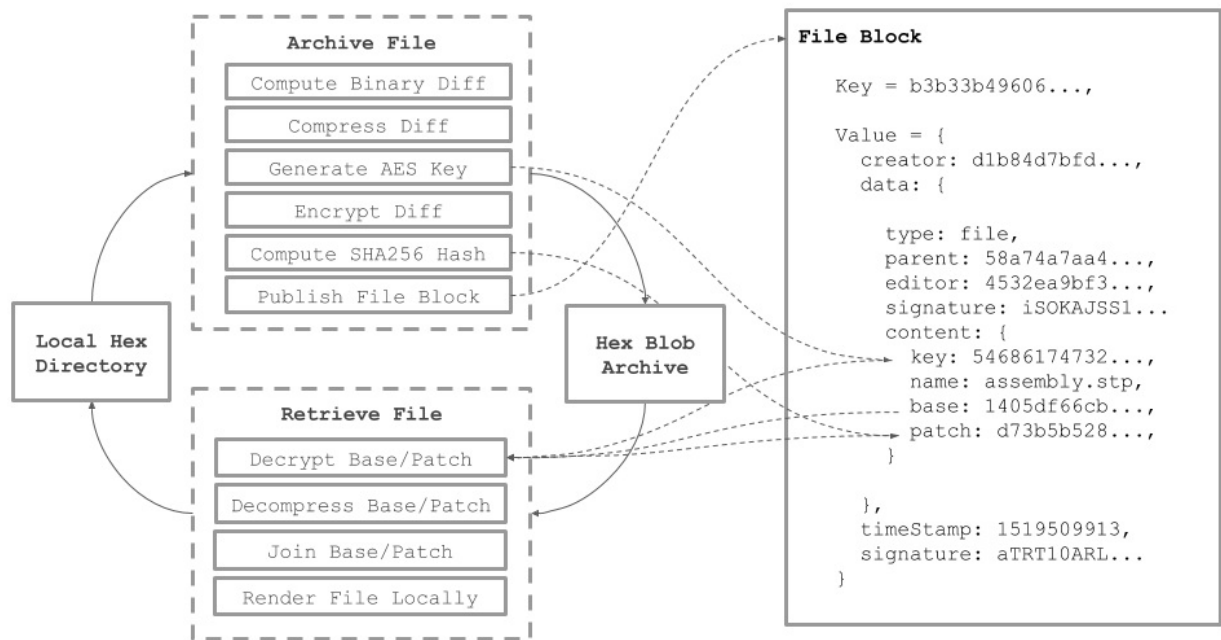 Archive File
Compute Binary Diff
Compress Diff
Generate AES Key
Encrypt Diff
Compute SHA256 Hash
Publish File Block
Local Hex
Directory
Hex Blob
Archive
Retrieve File
Decrypt Base/Patch
Decompress Base/Patch
Join Base/Patch
Render File Locally
File Block
Key = b3b33b49606...,
Value = {
creator: d1b84d7bfd...,
data: {
type: file,
parent: 58a74a7aa4...,
editor: 4532ea9bf3...,
signature: iSOKAJSS1...
content: {
key: 54686174732...,
name: assembly.stp,
base: 1405df66cb...,
patch: d73b5b528...,
}
},
timeStamp: 1519509913,
signature: aTRT10ARL...
}